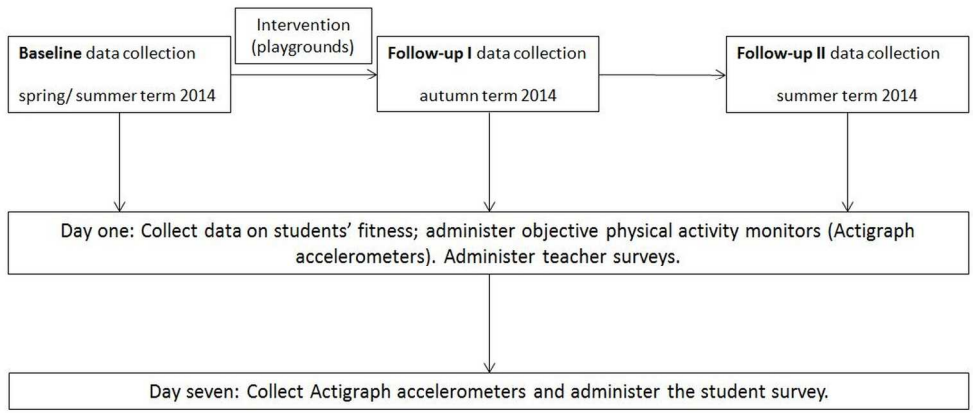 Intervention
(playgrounds)
Baseline data collection
spring/ summer term 2014
Follow-up I data collection
autumn term 2014
Follow-up II data collection
summer term 2014
Day one: Collect data on students’ fitness; administer objective physical activity monitors (Actigraph
accelerometers). Administer teacher surveys.
Day seven: Collect Actigraph accelerometers and administer the student survey.